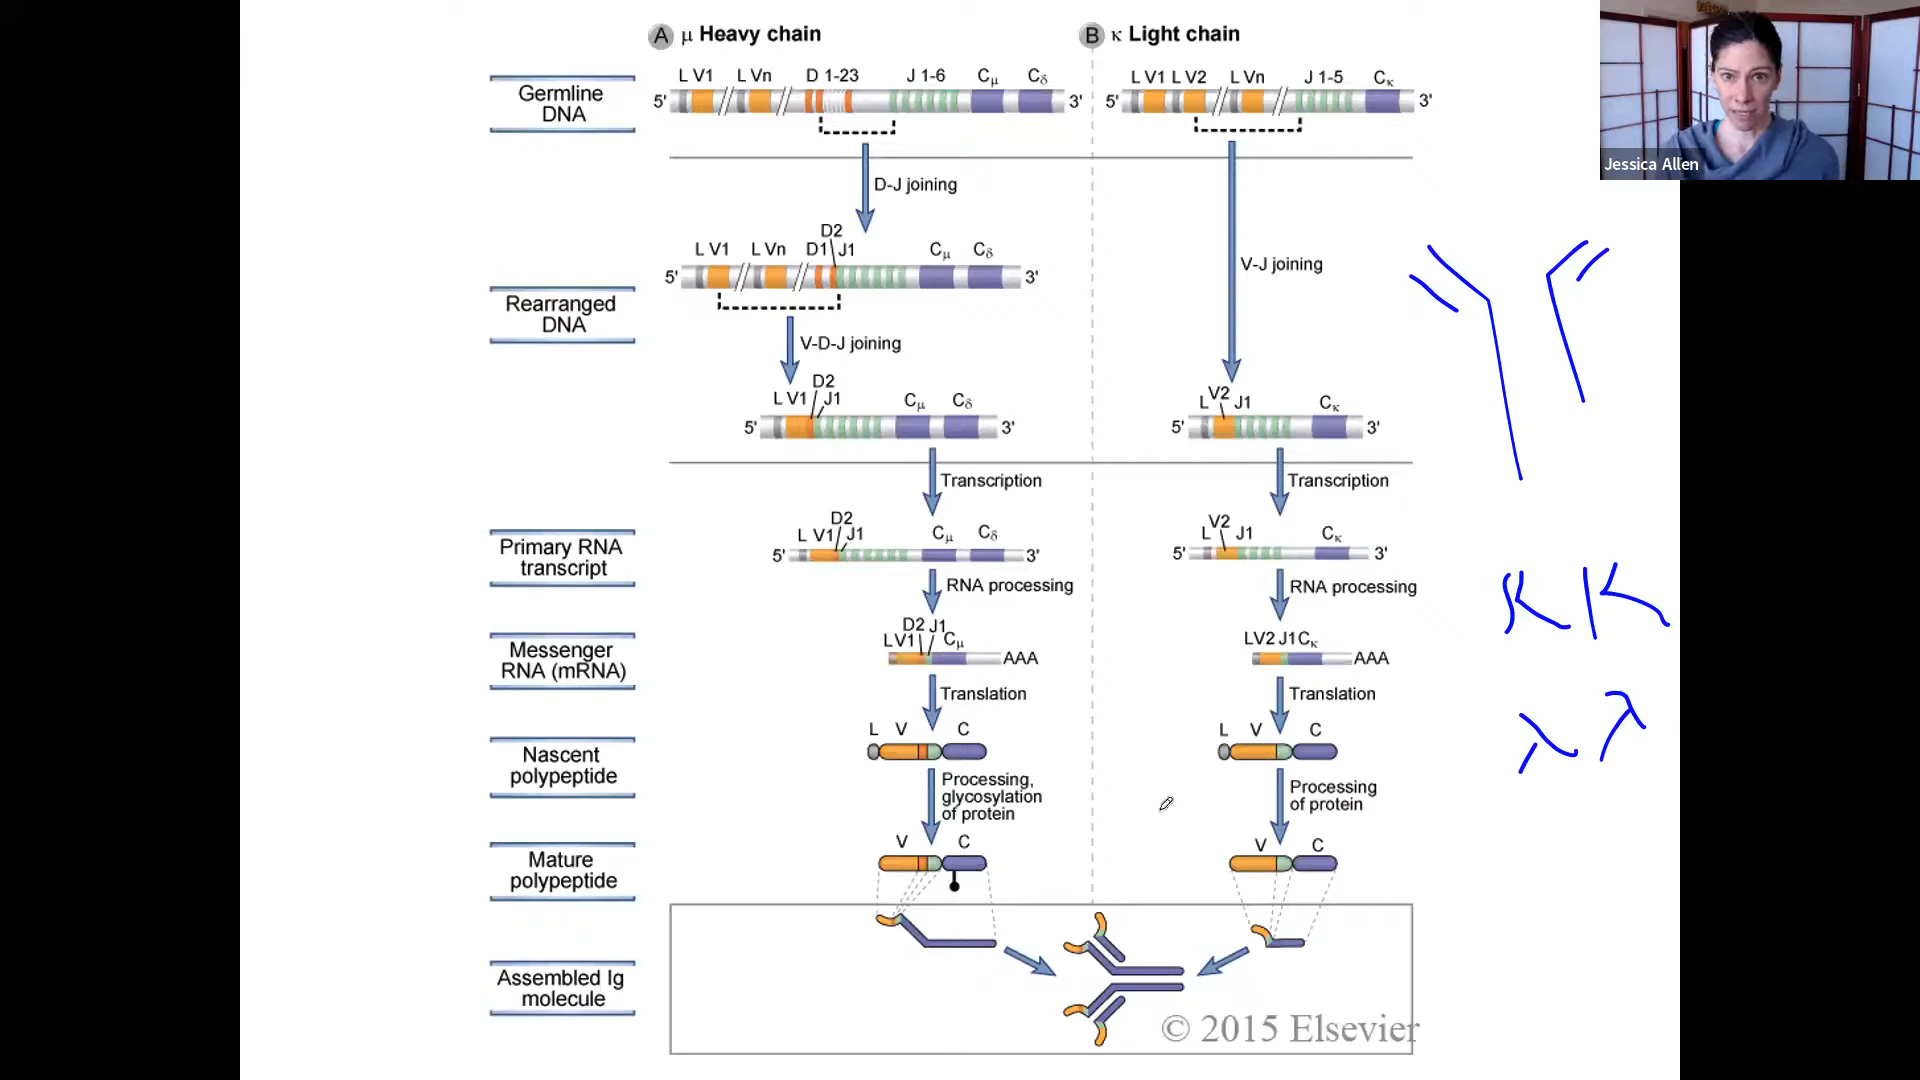 A μ Heavy chain
B κ Light chain
Jessica Allen
Germline
DNA
L V1 L Vn D 1-23 J 1-6 Cμ Cδ
5' 3'
L V1 L V2 L Vn J 1-5 Cκ
5' 3'
D-J joining
V-J joining
Rearranged
DNA
D2
L V1 L Vn D1 J1 Cμ Cδ
5' 3'
V-D-J joining
D2
L V1 J1 Cμ Cδ
5' 3'
V2
L J1 Cκ
5' 3'
Transcription
Transcription
Primary RNA
transcript
D2
L V1 J1 Cμ Cδ
5' 3'
V2
L J1 Cκ
5' 3'
RNA processing
RNA processing
K K
Messenger
RNA (mRNA)
D2 J1
L V1 Cμ
AAA
LV2 J1 Cκ
AAA
Translation
Translation
λ λ
Nascent
polypeptide
L V C
L V C
Processing,
glycosylation
of protein
Processing
of protein
Mature
polypeptide
V C
V C
Assembled Ig
molecule
© 2015 Elsevier